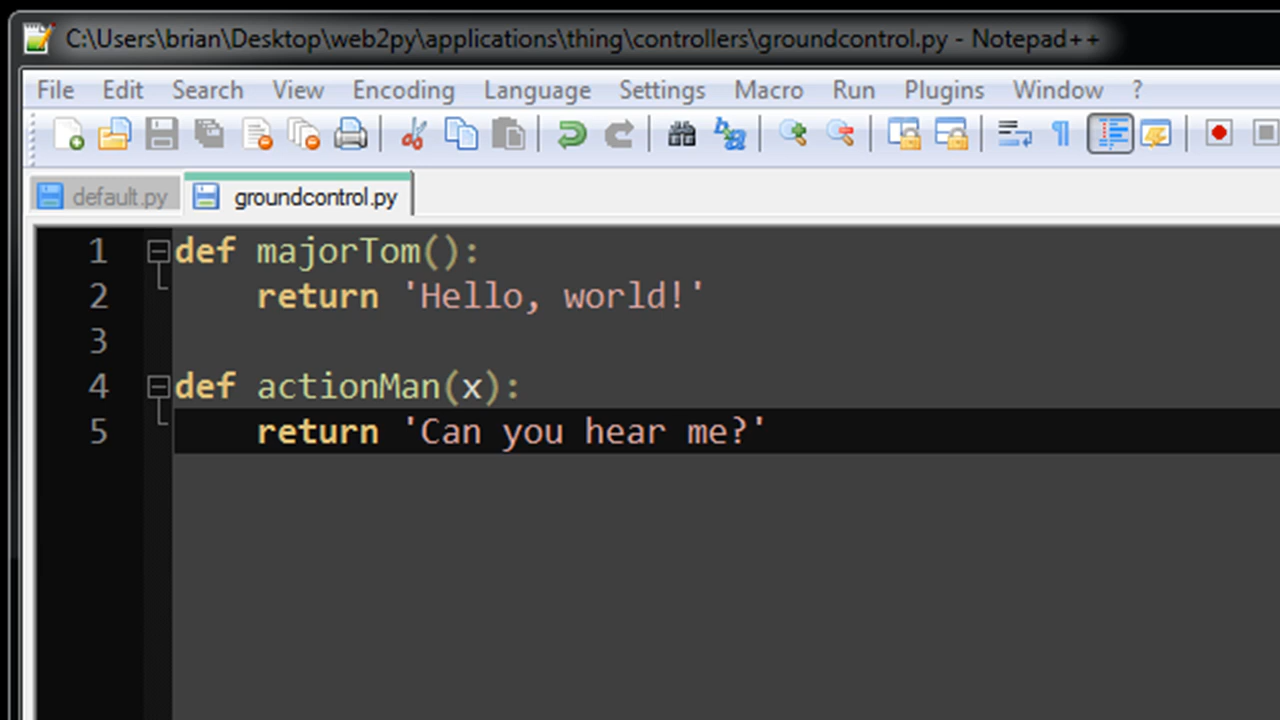 C:\Users\brian\Desktop\web2py\applications\thing\controllers\groundcontrol.py - Notepad++
File Edit Search View Encoding Language Settings Macro Run Plugins Window ?
default.py groundcontrol.py
1 def majorTom():
2     return 'Hello, world!'
3
4 def actionMan(x):
5     return 'Can you hear me?'